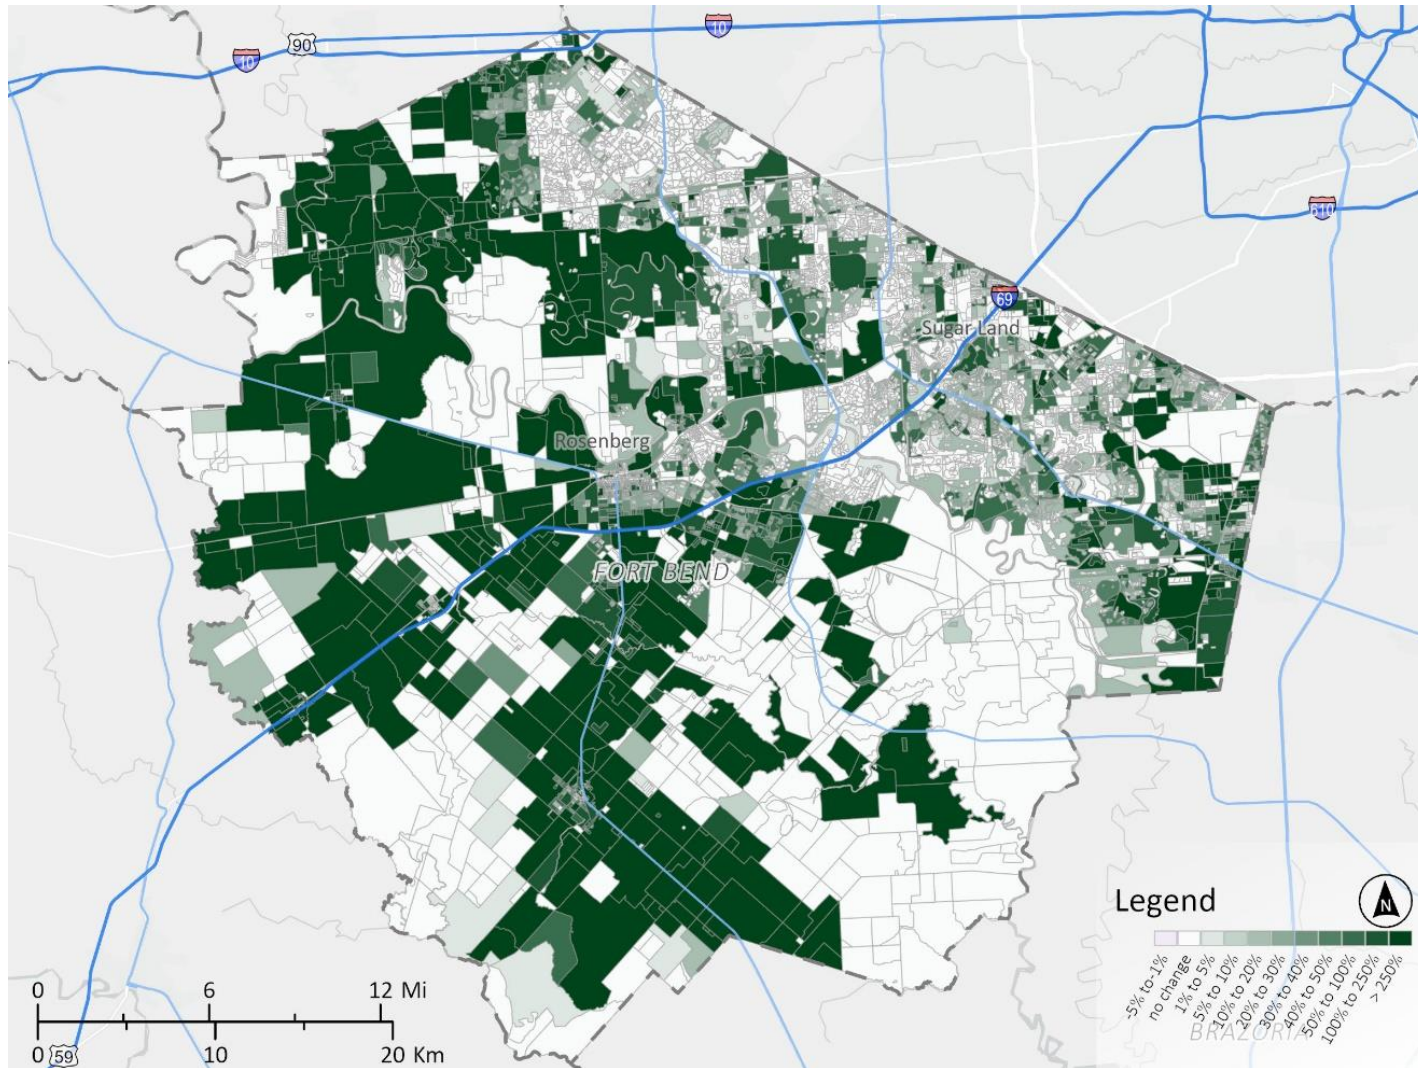 90
10
10
610
69
Sugar Land
Rosenberg
FORT BEND
Legend
N
-5% to-1%
no change
1% to 5%
5% to 10%
10% to 20%
20% to 30%
30% to 40%
40% to 50%
50% to 100%
100% to 250%
> 250%
BRAZORIA
0 6 12 Mi
0 10 20 Km
59